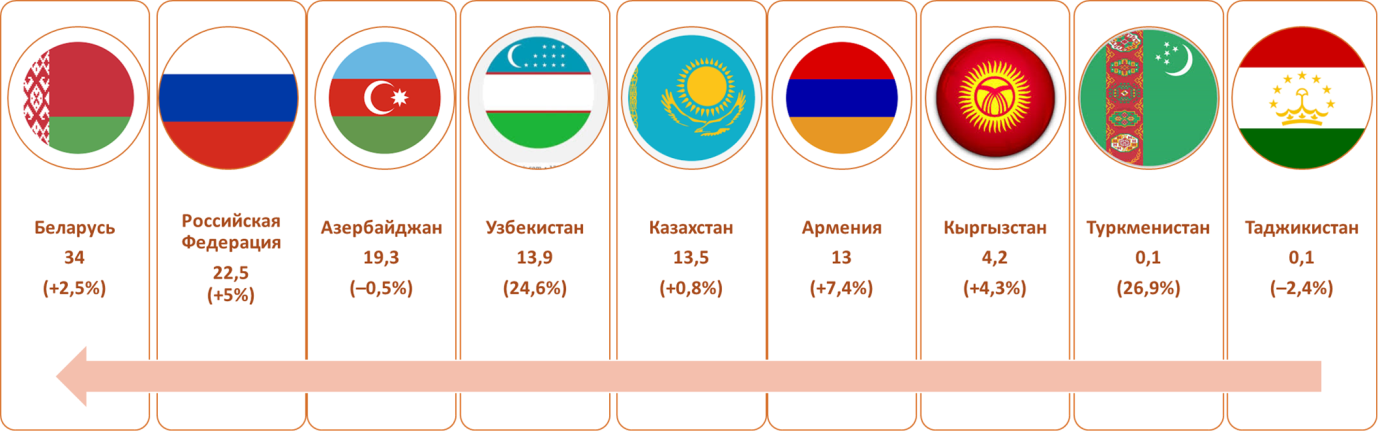 Беларусь
34
(+2,5%)
Российская
Федерация
22,5
(+5%)
Азербайджан
19,3
(–0,5%)
Узбекистан
13,9
(24,6%)
Казахстан
13,5
(+0,8%)
Армения
13
(+7,4%)
Кыргызстан
4,2
(+4,3%)
Туркменистан
0,1
(26,9%)
Таджикистан
0,1
(–2,4%)